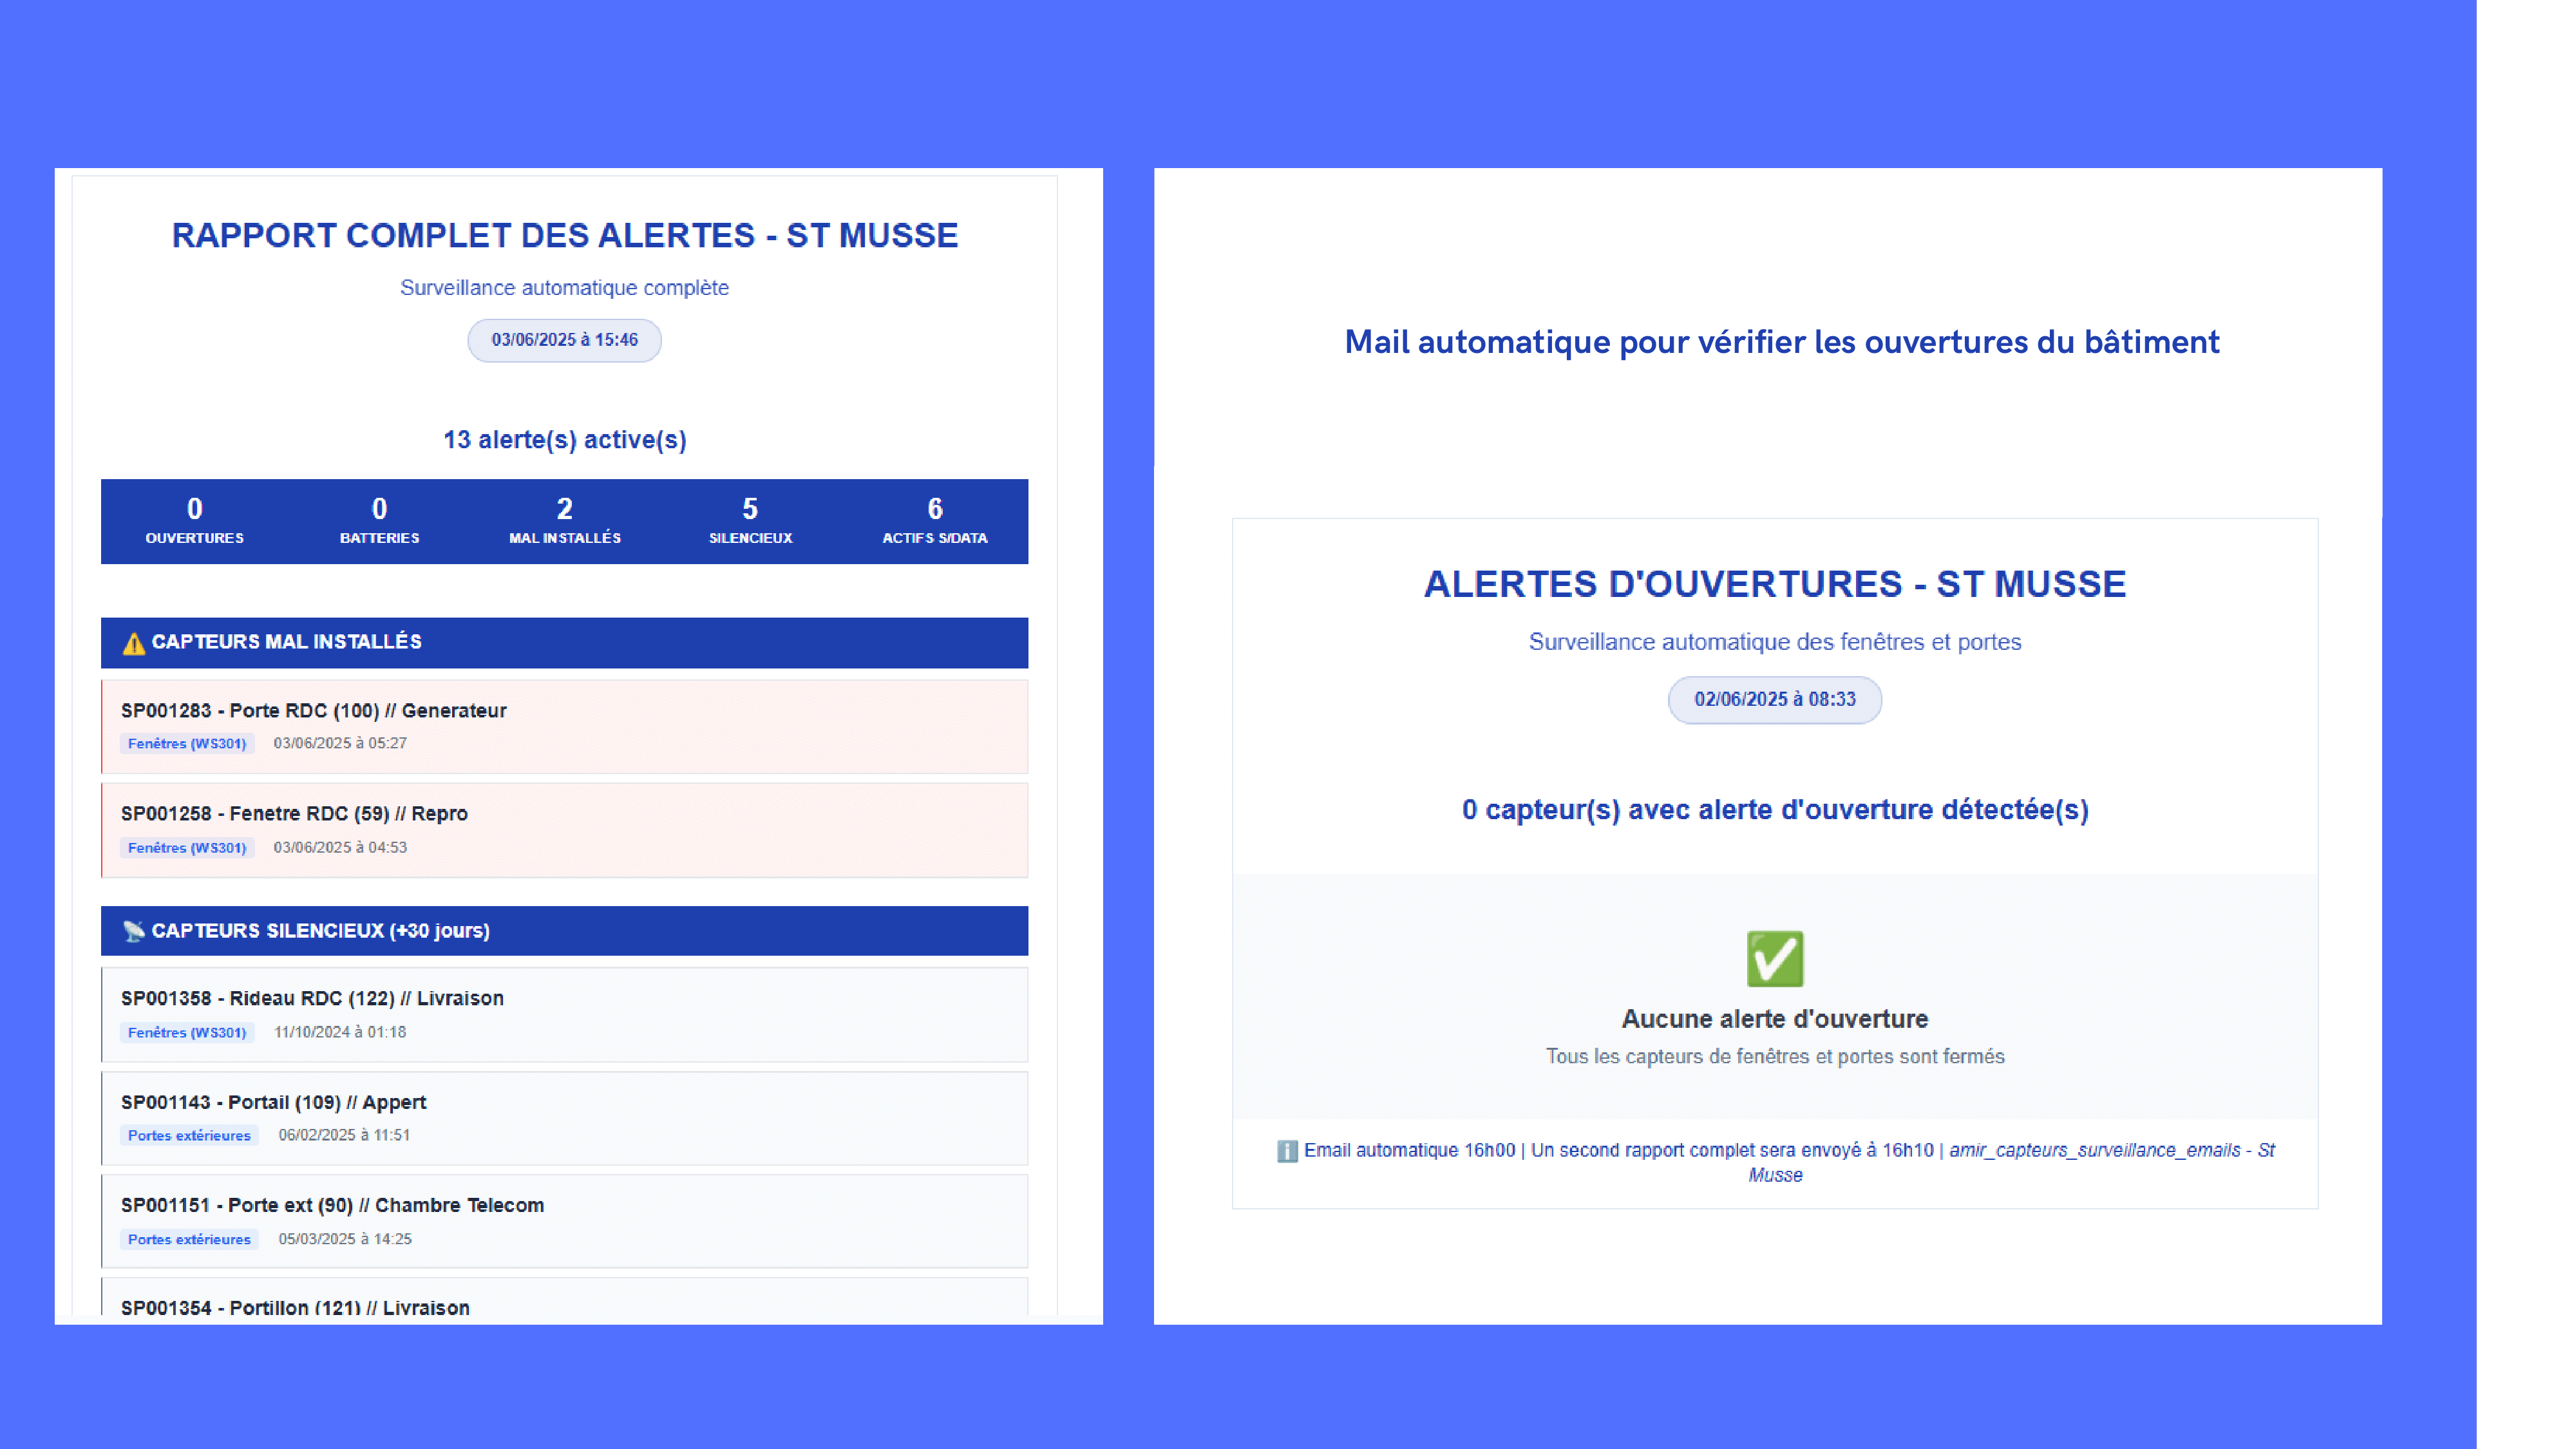 RAPPORT COMPLET DES ALERTES - ST MUSSE
Surveillance automatique complète
03/06/2025 à 15:46
13 alerte(s) active(s)
0 0 2 5 6
OUVERTURES BATTERIES MAL INSTALLÉS SILENCIEUX ACTIFS S/DATA
CAPTEURS MAL INSTALLÉS
SP001283 - Porte RDC (100) // Generateur
Fenêtres (WS301) 03/06/2025 à 05:27
SP001258 - Fenetre RDC (59) // Repro
Fenêtres (WS301) 03/06/2025 à 04:53
CAPTEURS SILENCIEUX (+30 jours)
SP001358 - Rideau RDC (122) // Livraison
Fenêtres (WS301) 11/10/2024 à 01:18
SP001143 - Portail (109) // Appert
Portes extérieures 06/02/2025 à 11:51
SP001151 - Porte ext (90) // Chambre Telecom
Portes extérieures 05/03/2025 à 14:25
SP001354 - Portillon (121) // Livraison
Mail automatique pour vérifier les ouvertures du bâtiment
ALERTES D'OUVERTURES - ST MUSSE
Surveillance automatique des fenêtres et portes
02/06/2025 à 08:33
0 capteur(s) avec alerte d'ouverture détectée(s)
Aucune alerte d'ouverture
Tous les capteurs de fenêtres et portes sont fermés
Email automatique 16h00 | Un second rapport complet sera envoyé à 16h10 | amir_capteurs_surveillance_emails - St
Musse